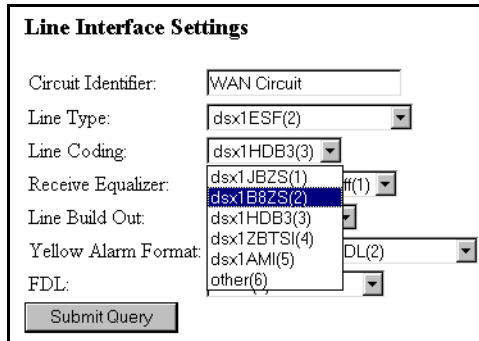 Line Interface Settings
Circuit Identifier: WAN Circuit
Line Type: dsx1ESF(2)
Line Coding: dsx1HDB3(3)
dsx1JBZS(1)
dsx1B8ZS(2)
dsx1HDB3(3)
dsx1ZBTSI(4)
dsx1AMI(5)
other(6)
Receive Equalizer: ff(1)
Line Build Out:
Yellow Alarm Format: DL(2)
FDL:
Submit Query